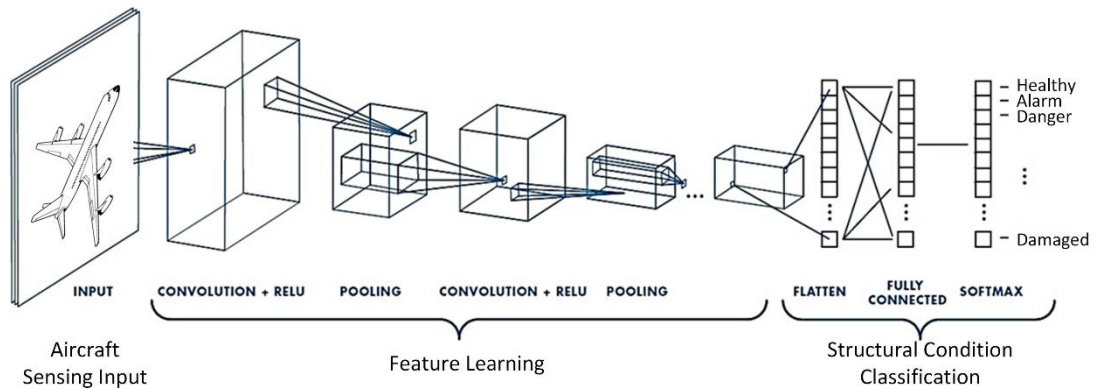 Healthy
Alarm
Danger
...
⋮
⋮
⋮
Damaged
INPUT
CONVOLUTION + RELU
POOLING
CONVOLUTION + RELU
POOLING
FLATTEN
FULLY
CONNECTED
SOFTMAX
Aircraft
Sensing Input
Feature Learning
Structural Condition
Classification